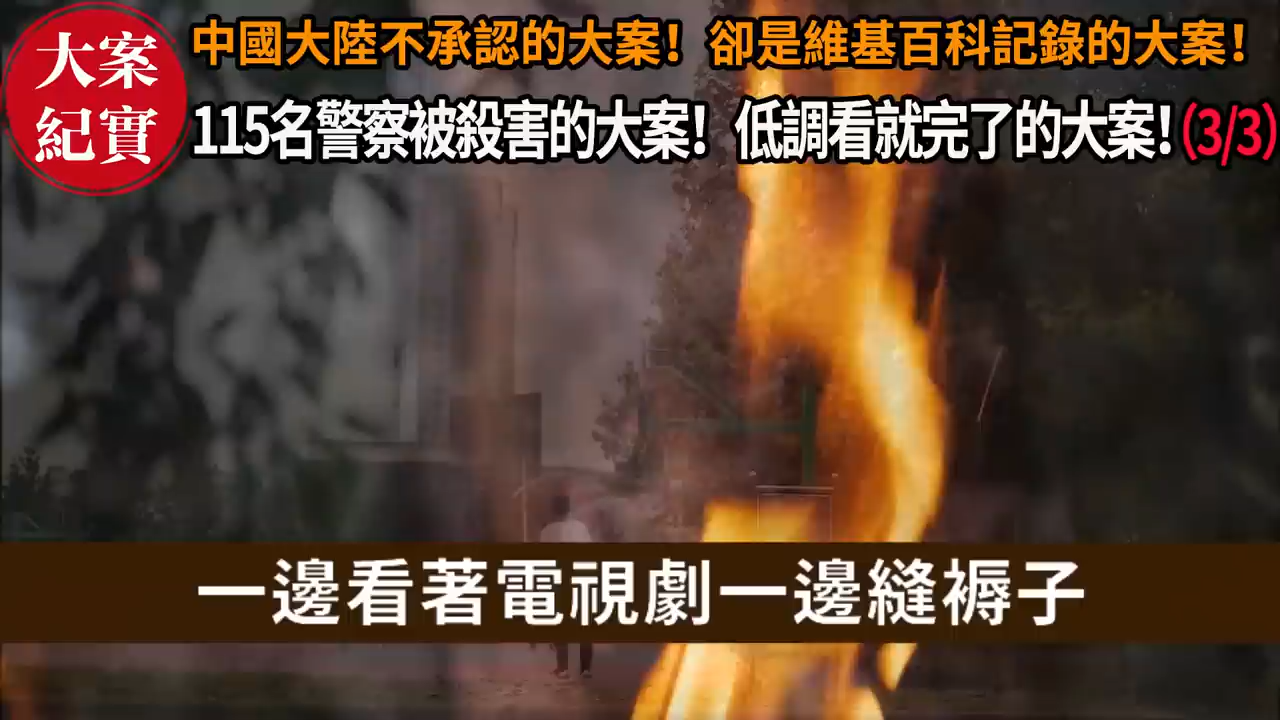 大案
紀實
中國大陸不承認的大案！卻是維基百科記錄的大案！
115名警察被殺害的大案！低調看就完了的大案！(3/3)
一邊看著電視劇一邊縫褥子